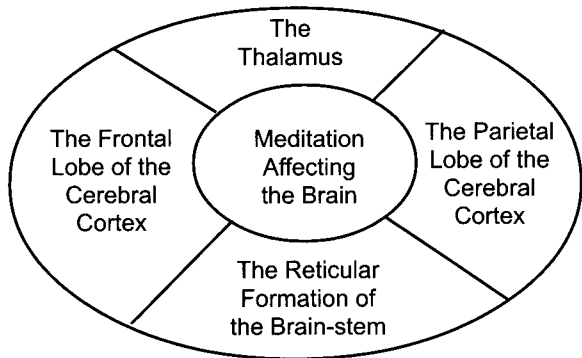 The
Thalamus
The Frontal
Lobe of the
Cerebral
Cortex
Meditation
Affecting
the Brain
The Parietal
Lobe of the
Cerebral
Cortex
The Reticular
Formation of
the Brain-stem